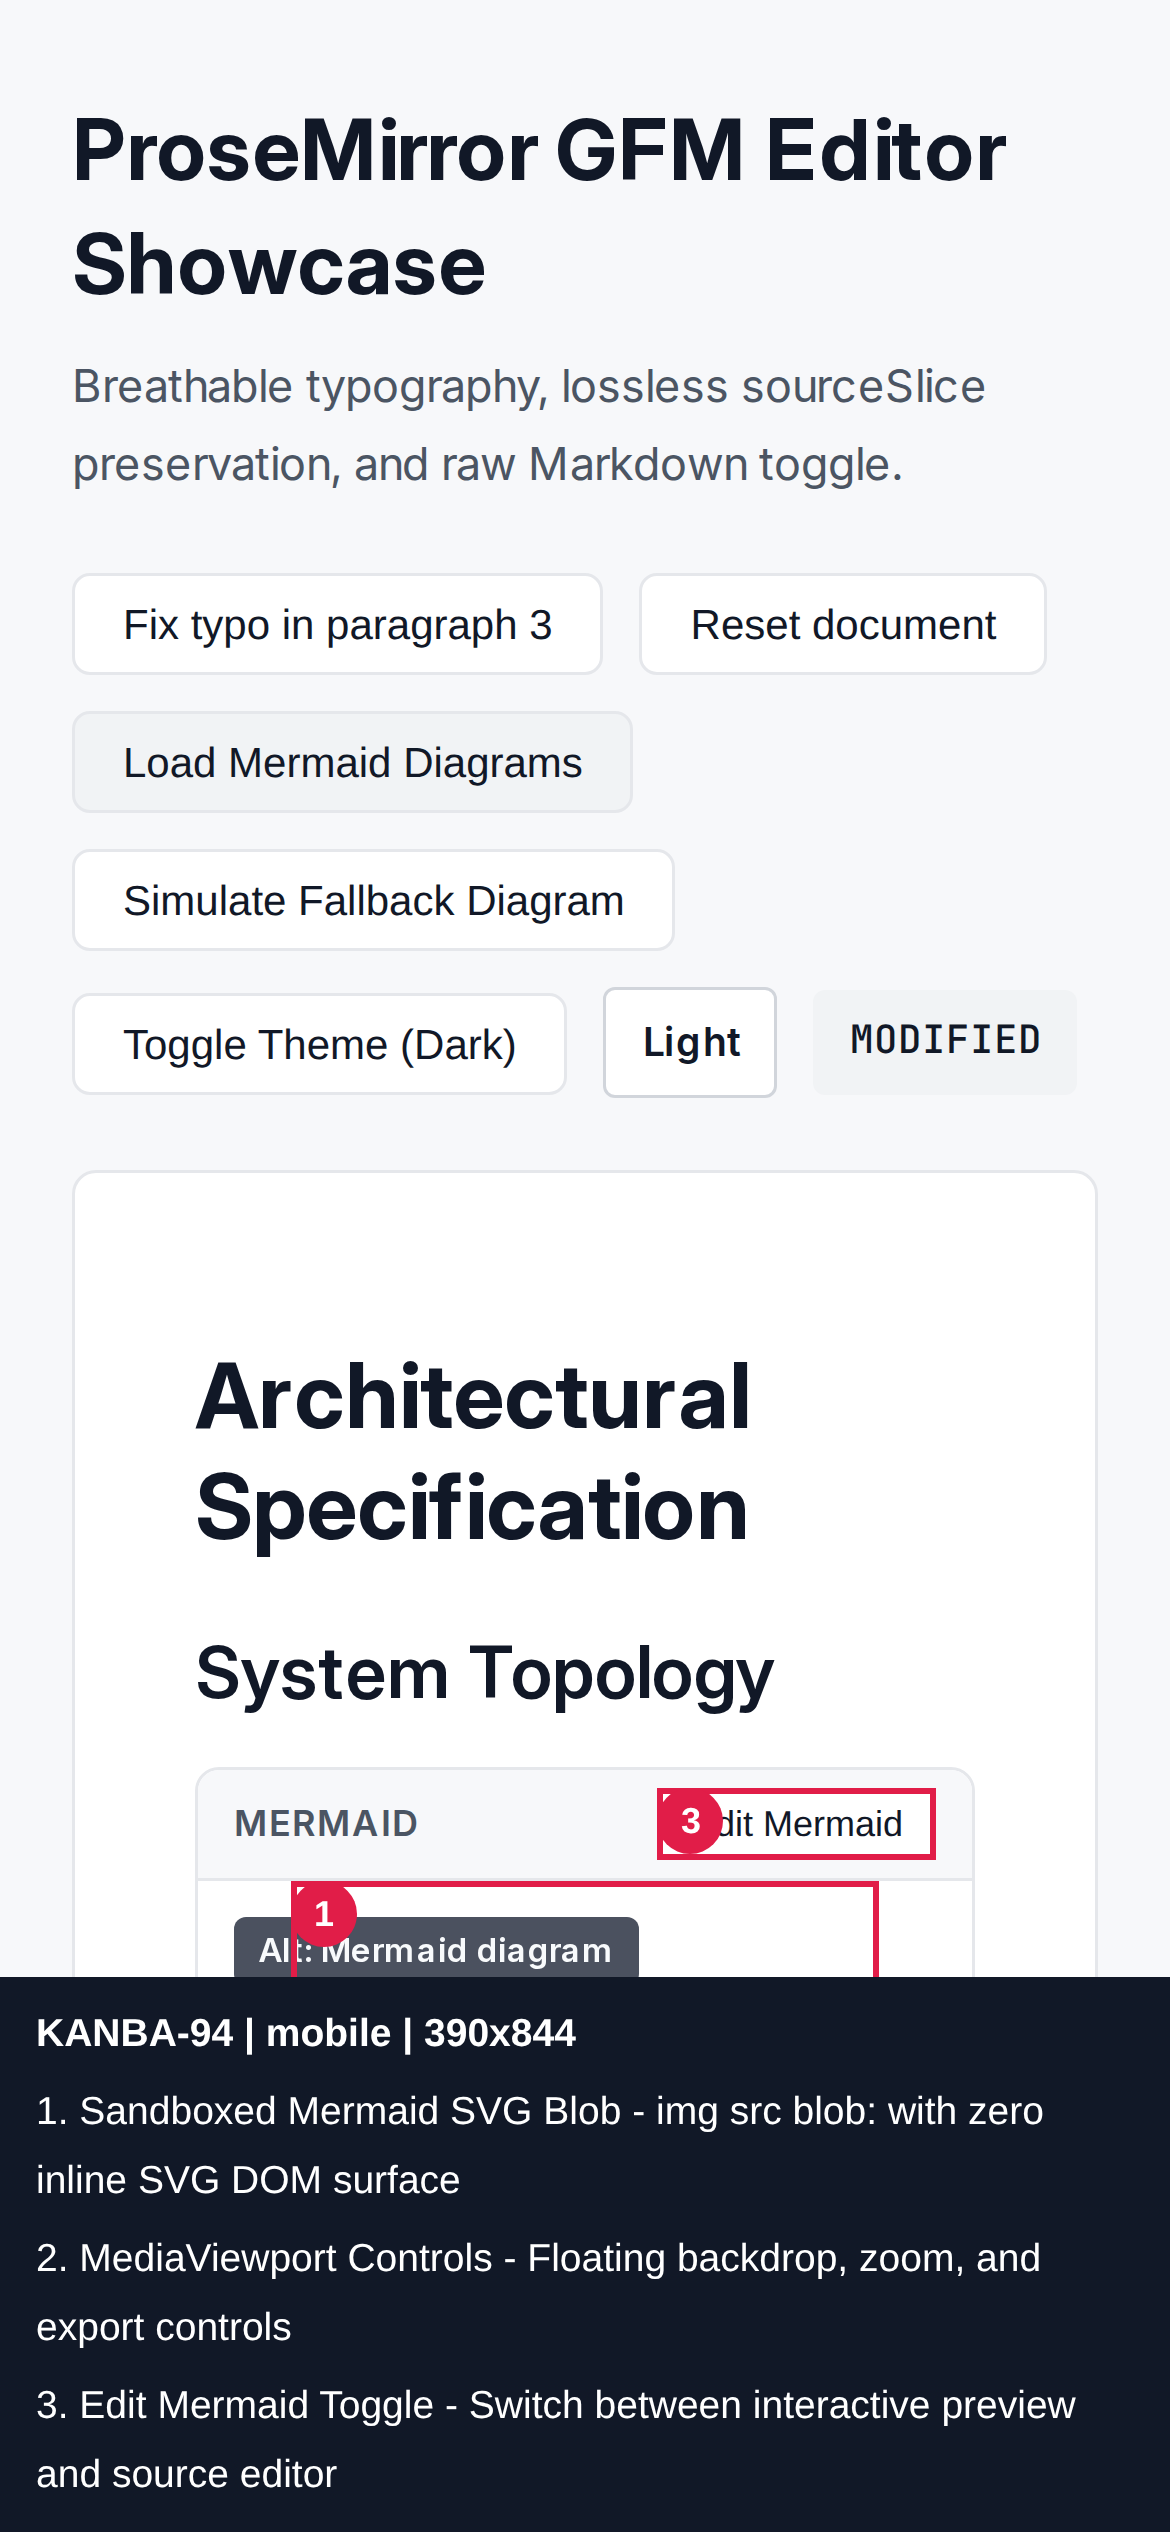 ProseMirror GFM Editor
Showcase
Breathable typography, lossless sourceSlice
preservation, and raw Markdown toggle.
Fix typo in paragraph 3
Reset document
Load Mermaid Diagrams
Simulate Fallback Diagram
Toggle Theme (Dark)
Light
MODIFIED
Architectural
Specification
System Topology
MERMAID
3
dit Mermaid
1
Alt: Mermaid diagram
KANBA-94 | mobile | 390x844
1. Sandboxed Mermaid SVG Blob - img src blob: with zero
inline SVG DOM surface
2. MediaViewport Controls - Floating backdrop, zoom, and
export controls
3. Edit Mermaid Toggle - Switch between interactive preview
and source editor